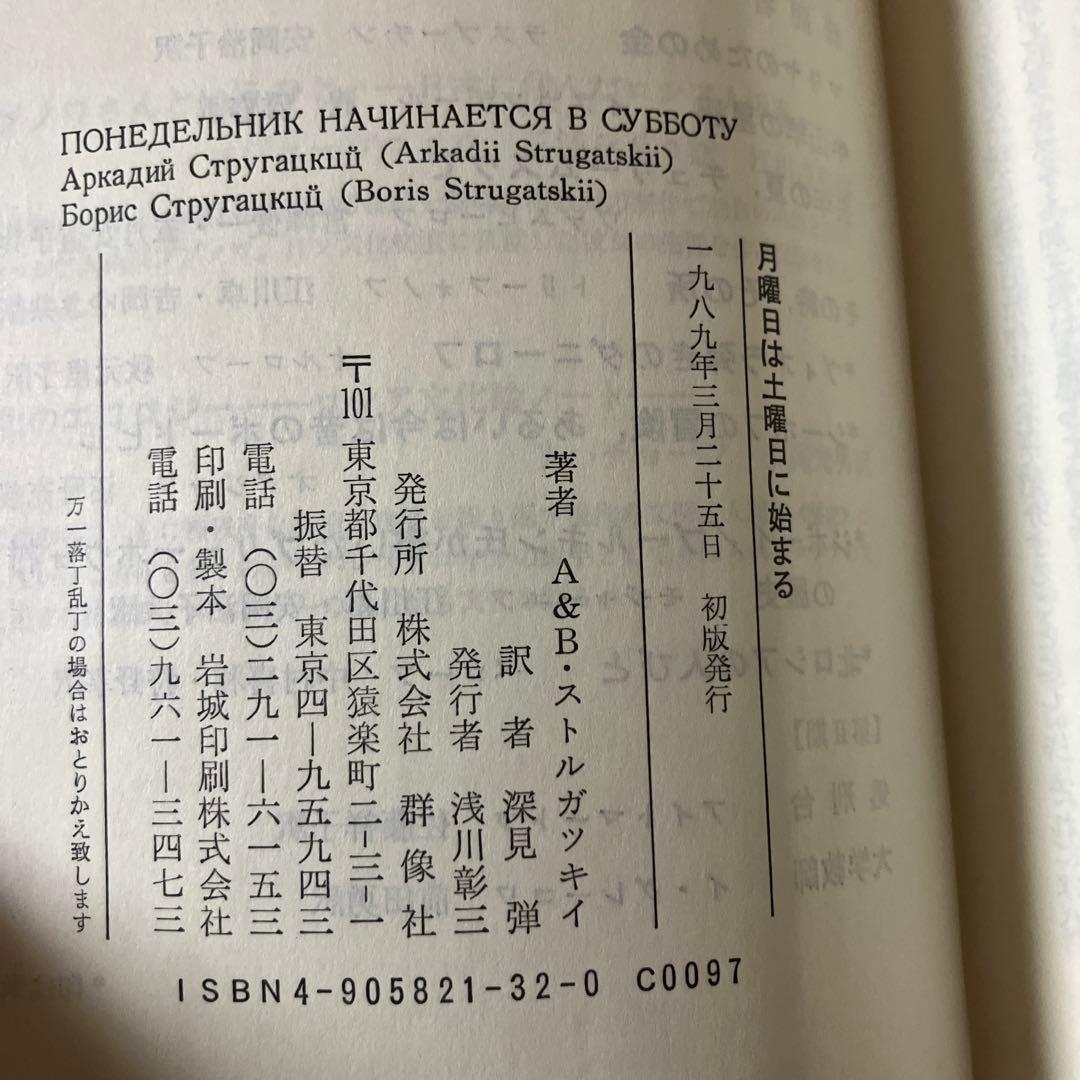 ПОНЕДЕЛЬНИК НАЧИНАЕТСЯ В СУББОТУ
Аркадий Стругацкцй (Arkadii Strugatskii)
Борис Стругацкцй (Boris Strugatskii)
月曜日は土曜日に始まる
一九八九年三月二十五日 初版発行
著者 A&B・ストルガツキイ
訳者 深見弾
発行者 浅川彰三
発行所 株式会社 群像社
〒101 東京都千代田区猿楽町二-三-一
振替 東京四―九五九四三
電話 (〇三)二九一―六一五三
印刷・製本 岩城印刷株式会社
電話 (〇三)九六一―三四七三
万一落丁乱丁の場合はおとりかえ致します
ISBN4-905821-32-0 C0097